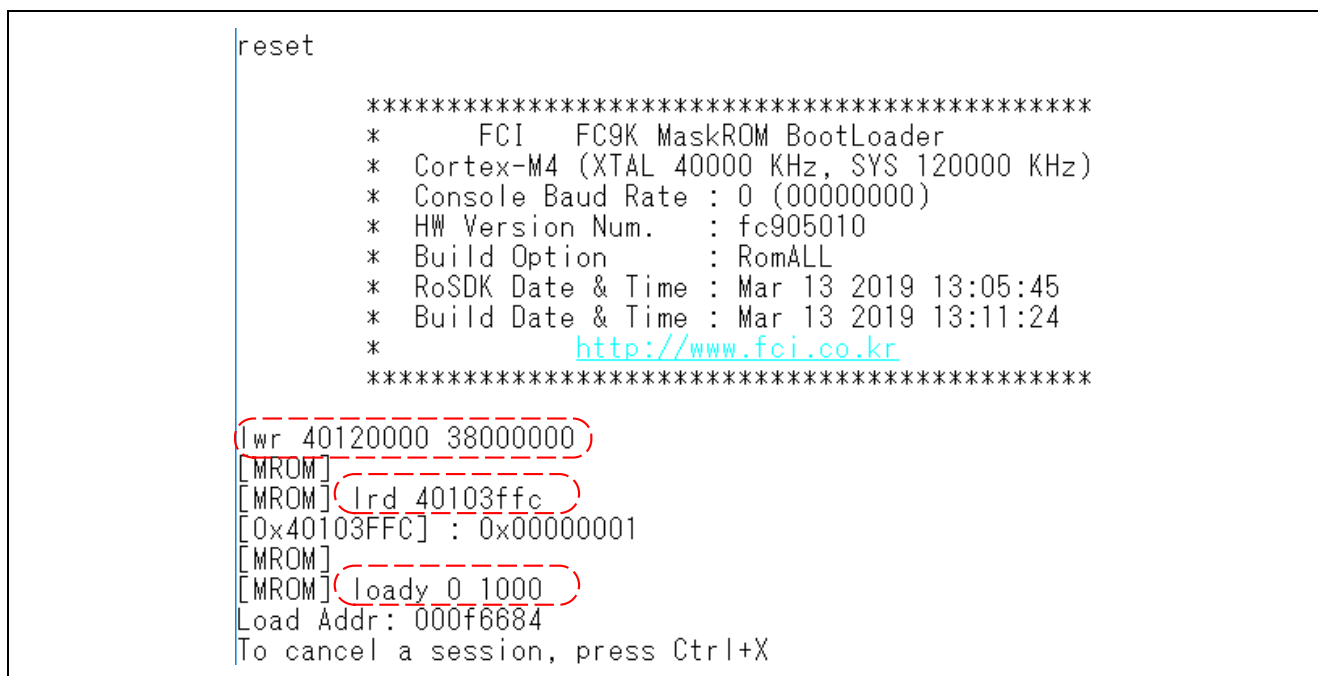 reset
**********************************************
* FCI FC9K MaskROM BootLoader
* Cortex-M4 (XTAL 40000 KHz, SYS 120000 KHz)
* Console Baud Rate : 0 (00000000)
* HW Version Num. : fc905010
* Build Option : RomALL
* RoSDK Date & Time : Mar 13 2019 13:05:45
* Build Date & Time : Mar 13 2019 13:11:24
* http://www.fci.co.kr
**********************************************
lwr 40120000 38000000
[MROM]
[MROM] lrd 40103ffc
[0x40103FFC] : 0x00000001
[MROM]
[MROM] loady 0 1000
Load Addr: 000f6684
To cancel a session, press Ctrl+X